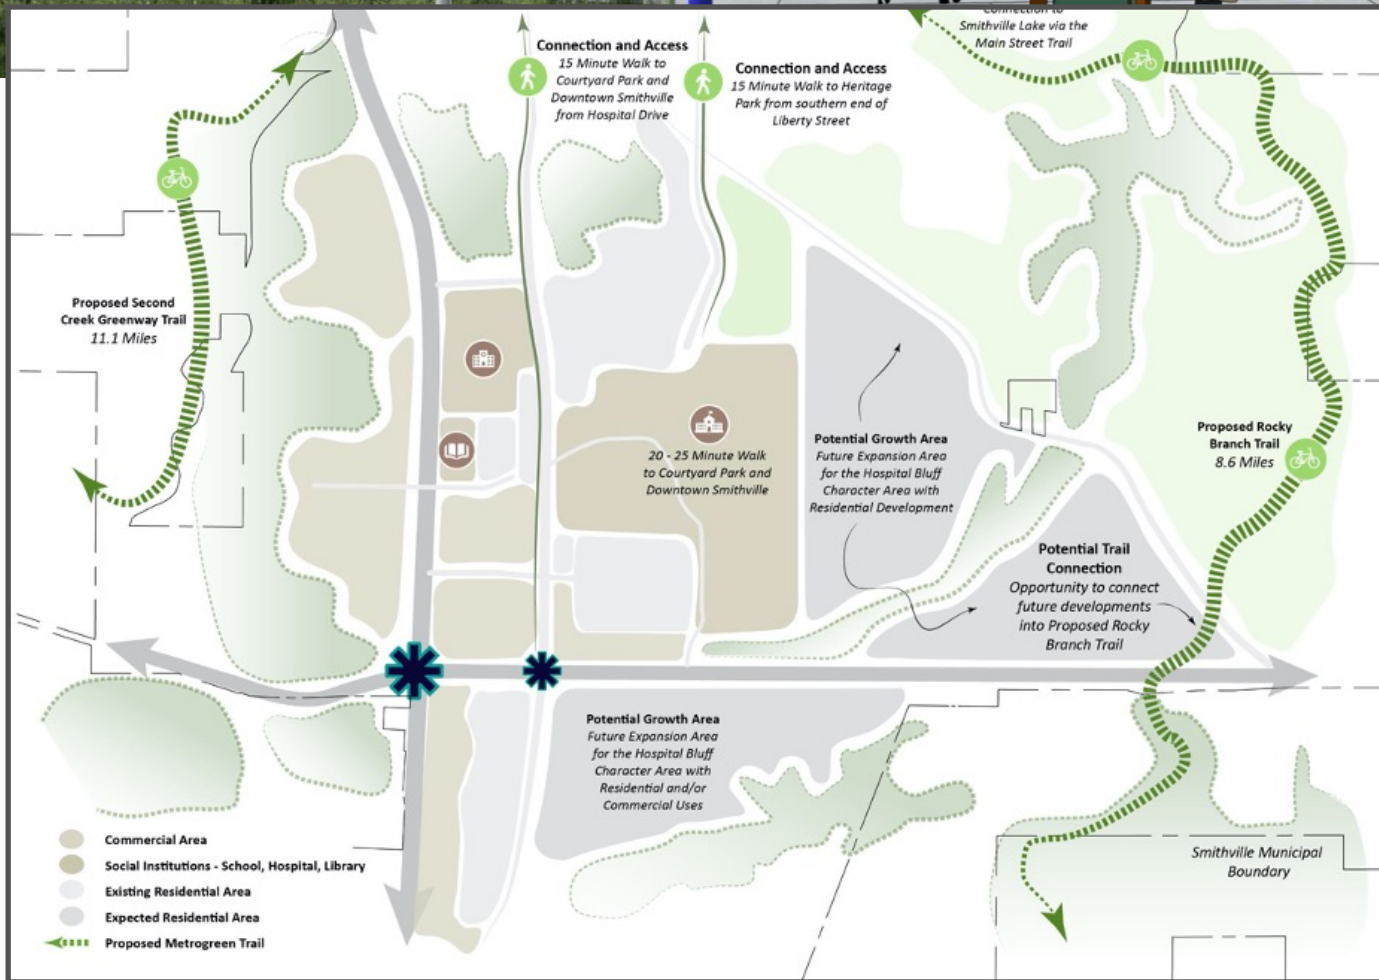 Connection to
Smithville Lake via the
Main Street Trail
Connection and Access
15 Minute Walk to
Courtyard Park and
Downtown Smithville
from Hospital Drive
Connection and Access
15 Minute Walk to Heritage
Park from southern end of
Liberty Street
Proposed Second
Creek Greenway Trail
11.1 Miles
20 - 25 Minute Walk
to Courtyard Park and
Downtown Smithville
Potential Growth Area
Future Expansion Area
for the Hospital Bluff
Character Area with
Residential Development
Proposed Rocky
Branch Trail
8.6 Miles
Potential Trail
Connection
Opportunity to connect
future developments
into Proposed Rocky
Branch Trail
Potential Growth Area
Future Expansion Area
for the Hospital Bluff
Character Area with
Residential and/or
Commercial Uses
Smithville Municipal
Boundary
Commercial Area
Social Institutions - School, Hospital, Library
Existing Residential Area
Expected Residential Area
Proposed Metrogreen Trail